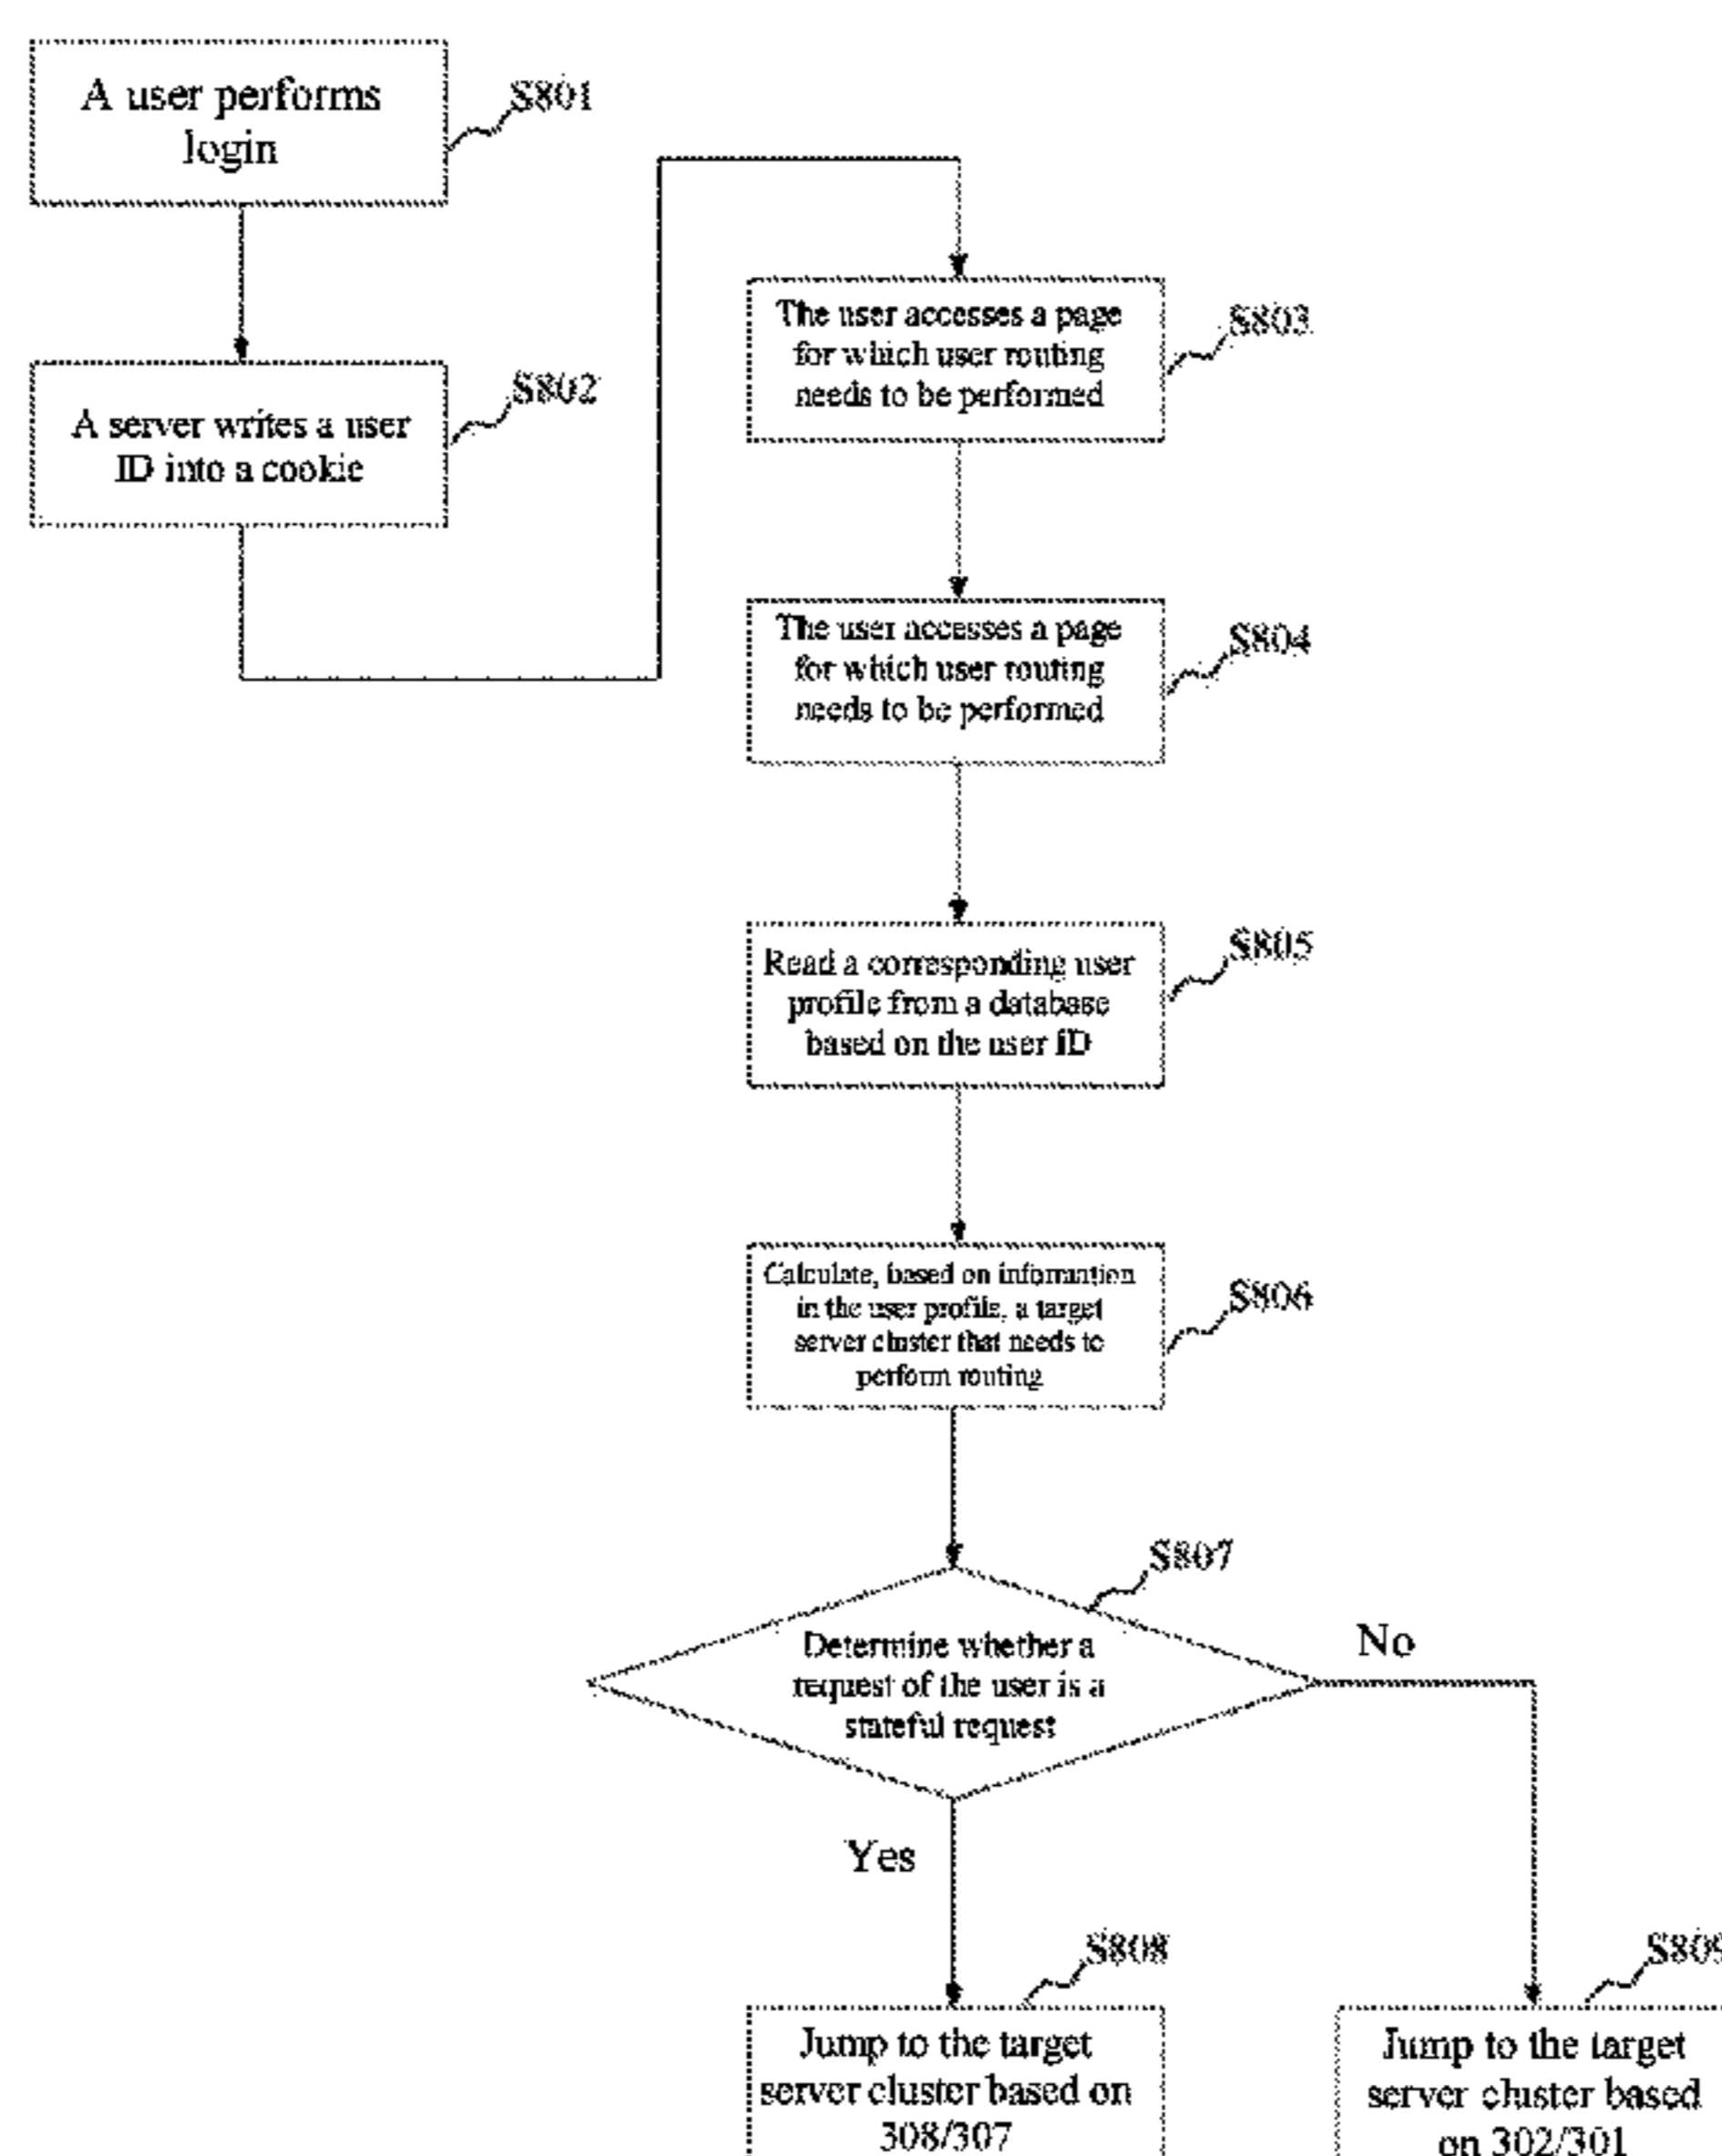 A user performs
login
S801
A server writes a user
ID into a cookie
S802
The user accesses a page
for which user routing
needs to be performed
S803
The user accesses a page
for which user routing
needs to be performed
S804
Read a corresponding user
profile from a database
based on the user ID
S805
Calculate, based on information
in the user profile, a target
server cluster that needs to
perform routing
S806
S807
Determine whether a
request of the user is a
stateful request
No
Yes
S808
Jump to the target
server cluster based on
308/307
S809
Jump to the target
server cluster based
on 302/301